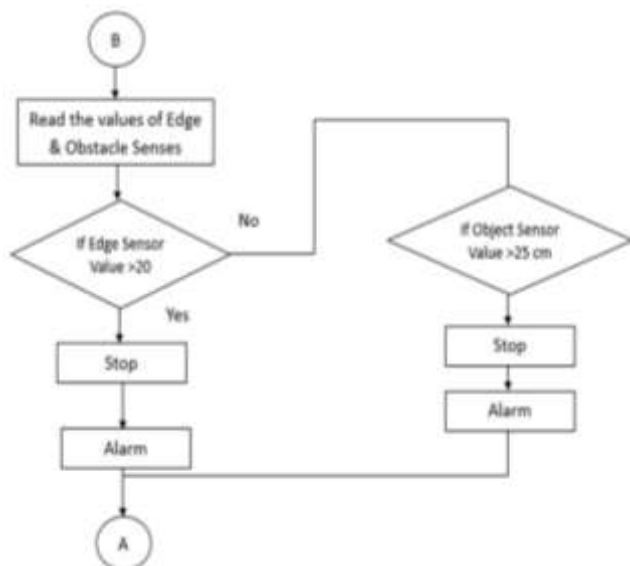 B
Read the values of Edge
& Obstacle Senses
No
If Edge Sensor
Value >20
If Object Sensor
Value >25 cm
Yes
Stop
Stop
Alarm
Alarm
A